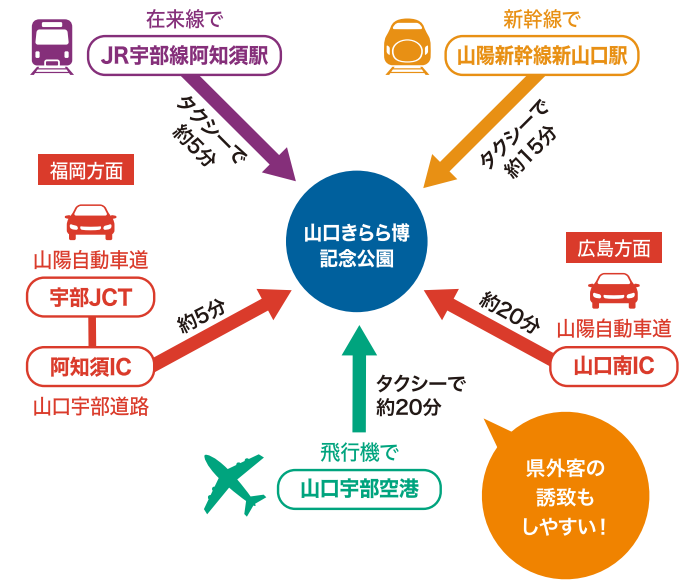 在来線で
JR宇部線阿知須駅
タクシーで
約5分
新幹線で
山陽新幹線新山口駅
タクシーで
約15分
福岡方面
山陽自動車道
宇部JCT
阿知須IC
山口宇部道路
約5分
山口きらら博
記念公園
広島方面
山陽自動車道
山口南IC
約20分
タクシーで
約20分
飛行機で
山口宇部空港
県外客の
誘致も
しやすい!